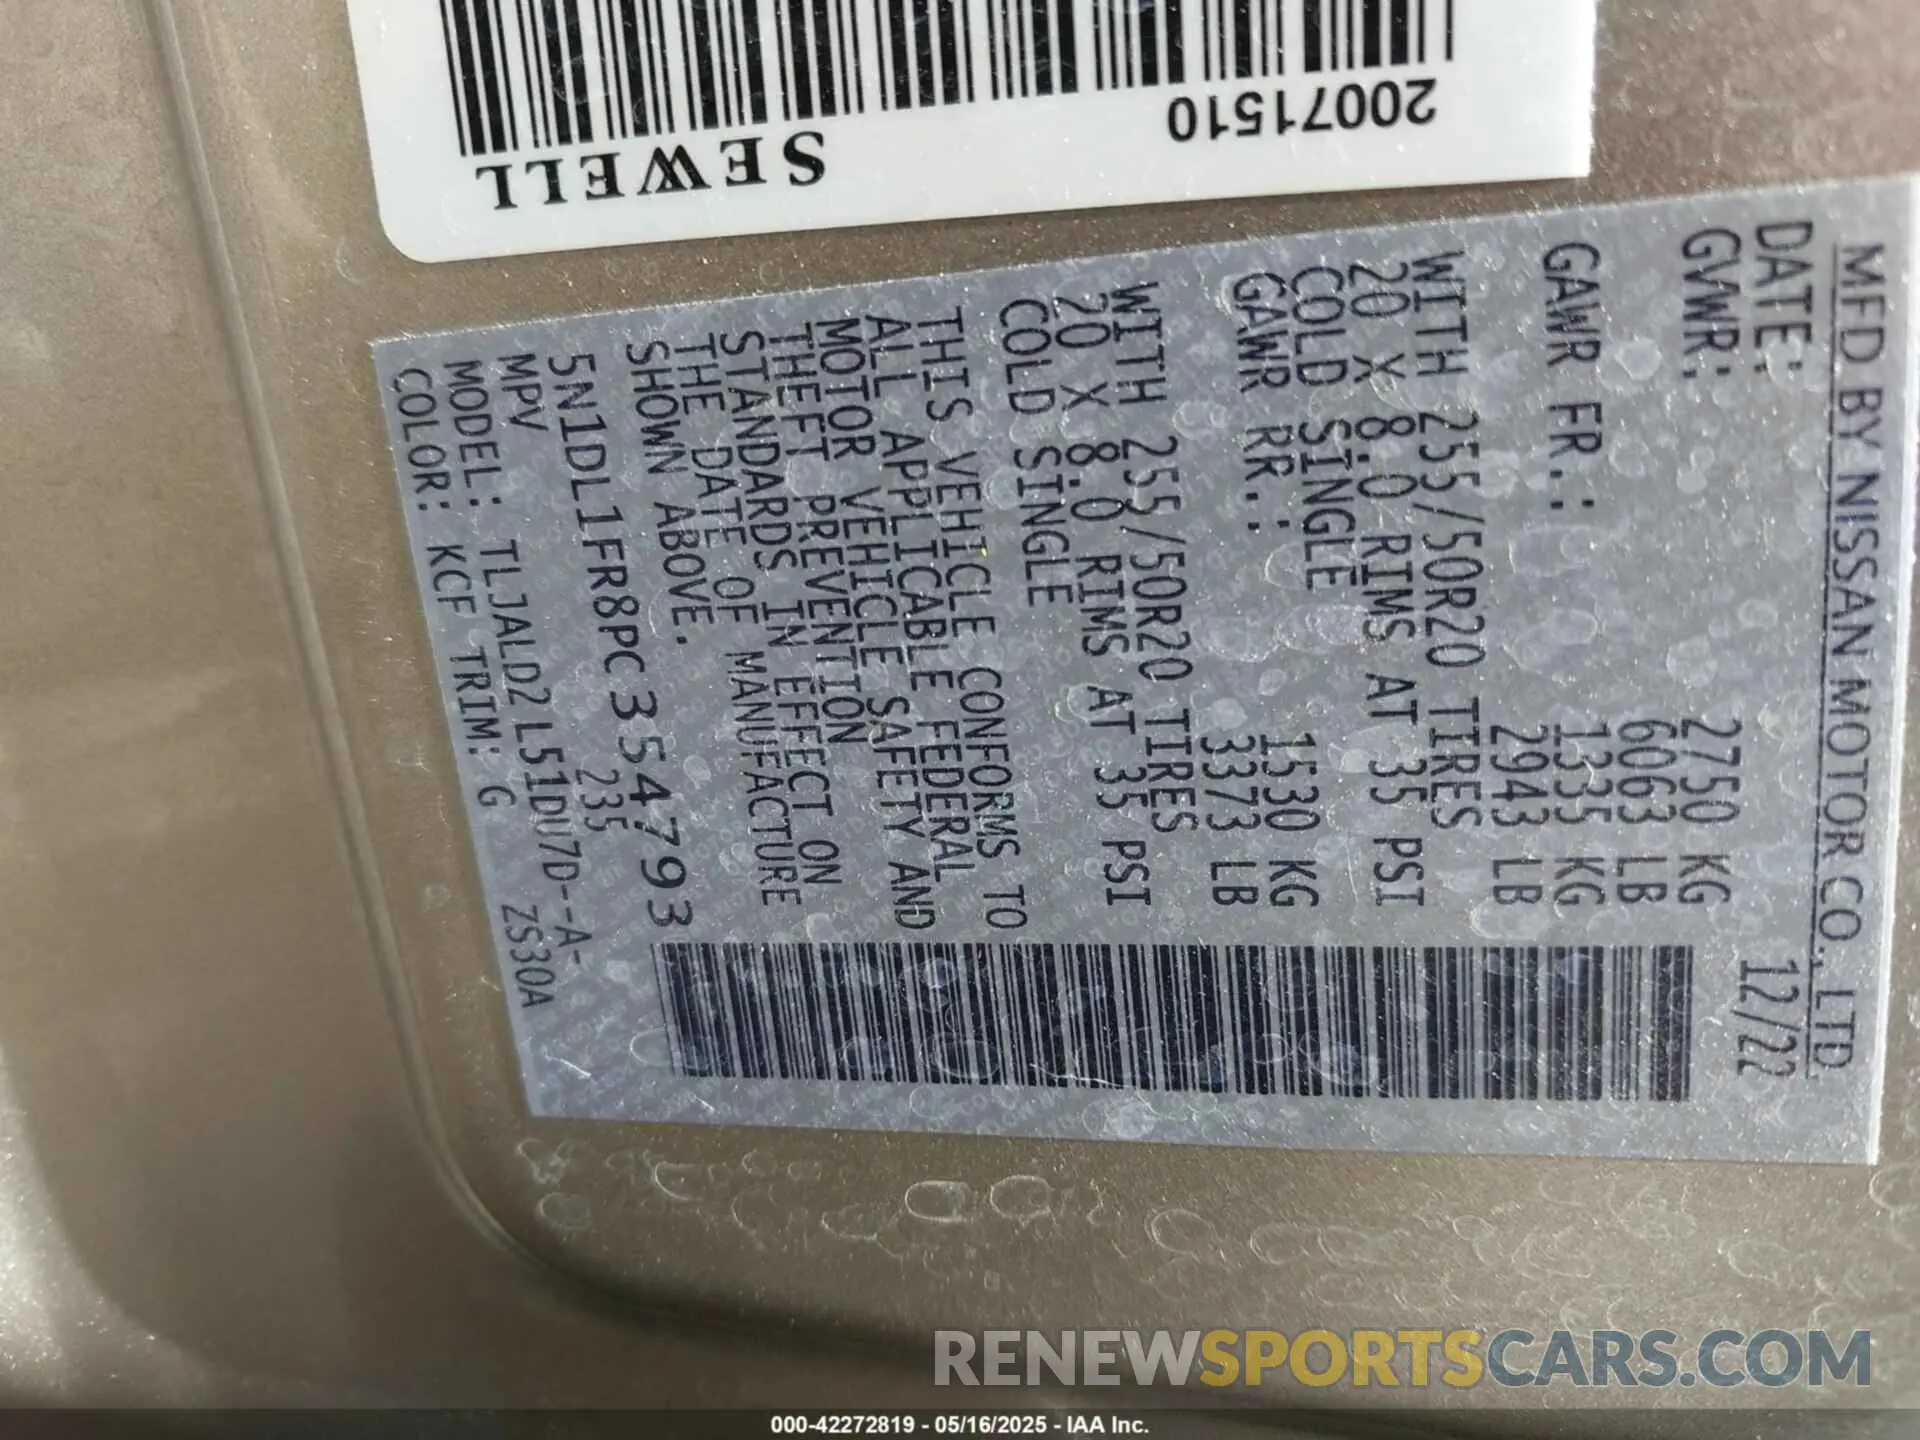 SEWELL
20071510
MFD BY NISSAN MOTOR CO., LTD.
DATE: 12/22
GVWR: 2750 KG
6063 LB
GAWR FR.: 1335 KG
2943 LB
WITH 255/50R20 TIRES
20 X 8.0 RIMS AT 35 PSI
COLD SINGLE
GAWR RR.: 1530 KG
3373 LB
WITH 255/50R20 TIRES
20 X 8.0 RIMS AT 35 PSI
COLD SINGLE
THIS VEHICLE CONFORMS TO
ALL APPLICABLE FEDERAL
MOTOR VEHICLE SAFETY AND
THEFT PREVENTION
STANDARDS IN EFFECT ON
THE DATE OF MANUFACTURE
SHOWN ABOVE.
5N1DL1FR8PC354793
MPV 235
MODEL: TLJALD2 L51DU7D--A-
COLOR: KCF TRIM: G ZS30A
RENEWSPORTSCARS.COM
000-42272819 - 05/16/2025 - IAA Inc.